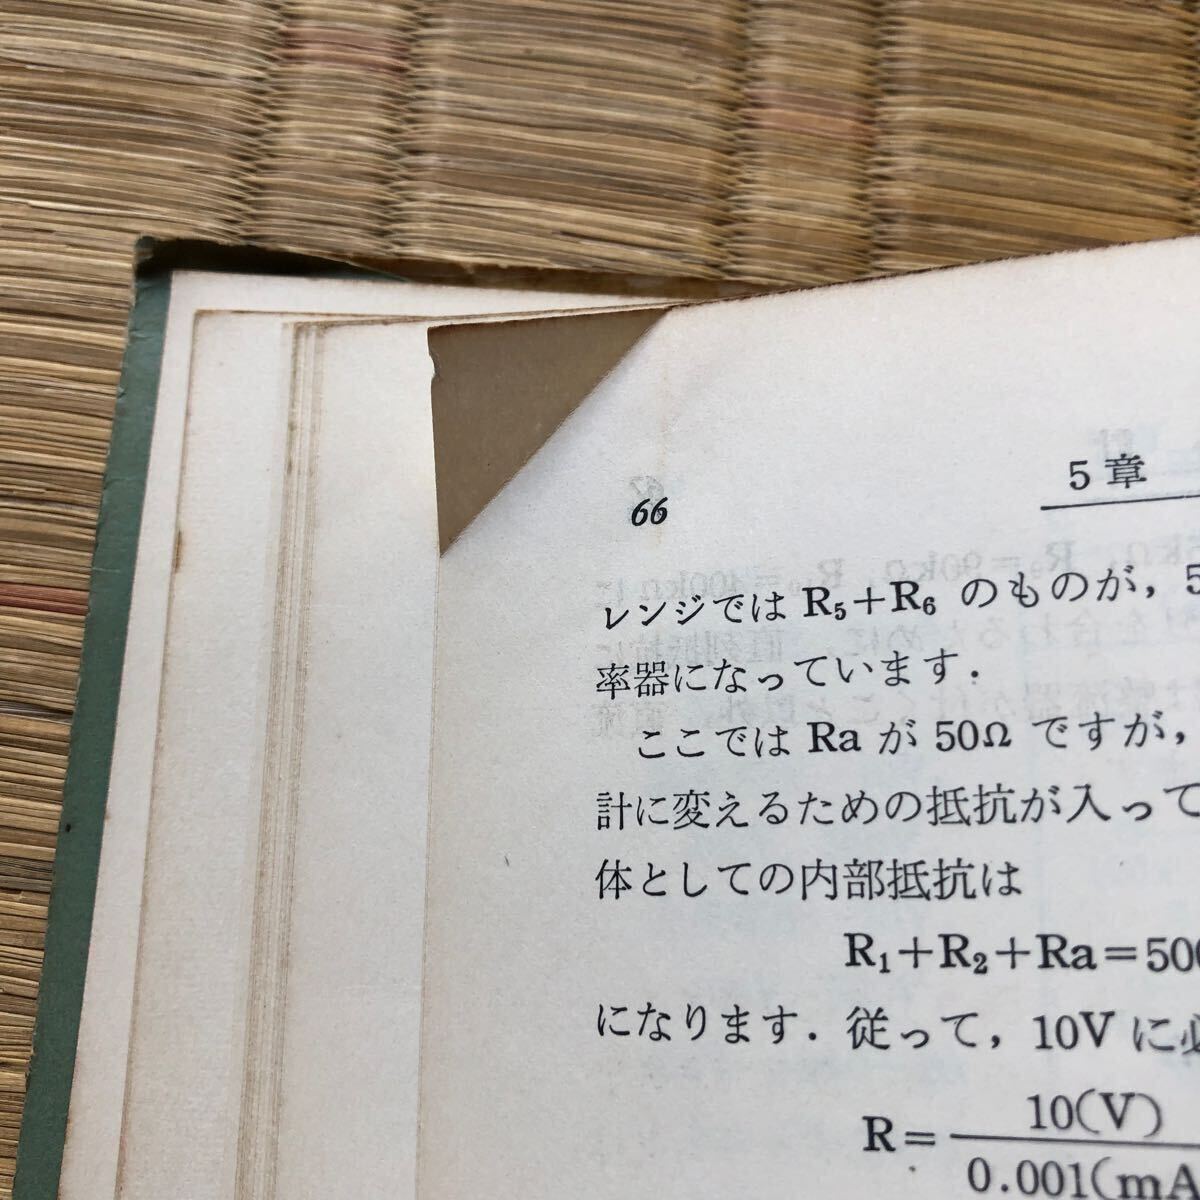 66
5章
レンジでは R₅+R₆ のものが，5
率器になっています．
ここでは Ra が 50Ω ですが，
計に変えるための抵抗が入って
体としての内部抵抗は
R₁+R₂+Ra=500
になります．従って，10V に必
R=10(V)
0.001(mA